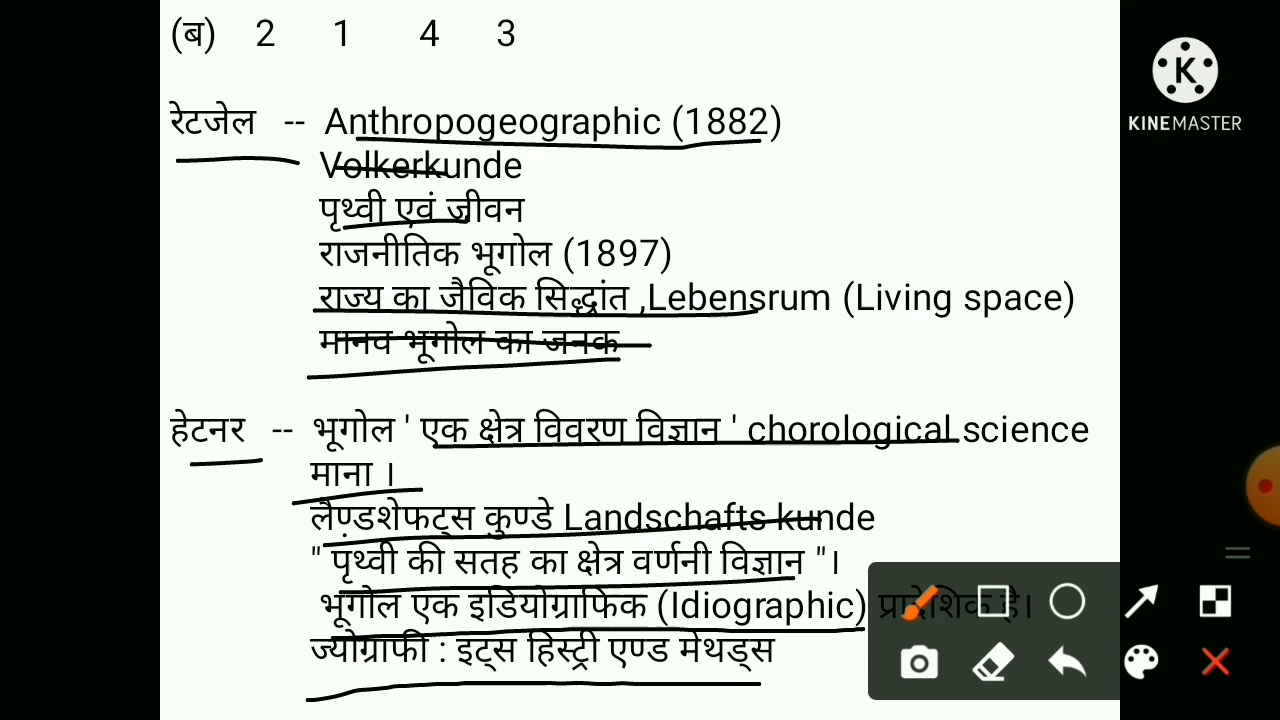 (ब) 2 1 4 3
रेटजेल -- Anthropogeographic (1882)
Volkerkunde
पृथ्वी एवं जीवन
राजनीतिक भूगोल (1897)
राज्य का जैविक सिद्धांत ,Lebensrum (Living space)
मानव भूगोल का जनक
हेटनर -- भूगोल ' एक क्षेत्र विवरण विज्ञान ' chorological science
माना ।
लैण्डशेफट्स कुण्डे Landschafts kunde
" पृथ्वी की सतह का क्षेत्र वर्णनी विज्ञान "।
भूगोल एक इडियोग्राफिक (Idiographic) प्रादेशिक है।
ज्योग्राफी : इट्स हिस्ट्री एण्ड मेथड्स
K
KINEMASTER